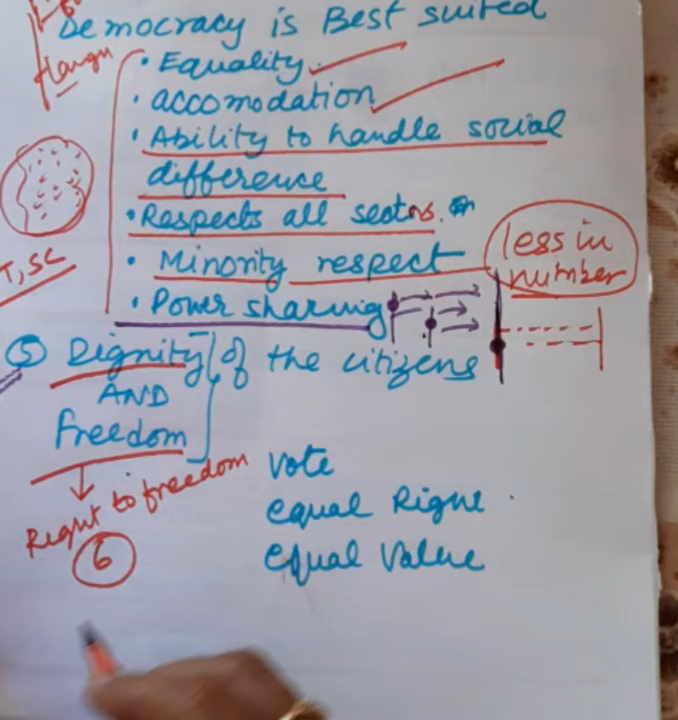 Democracy is Best suited
• Equality
• accomodation
• Ability to handle social
difference
• Respects all seators.
• Minority respect
less in
number
T, SC
• Power sharing
⑤ Dignity of the citizens
AND
freedom
Right to freedom
6
vote
equal Right
equal Value